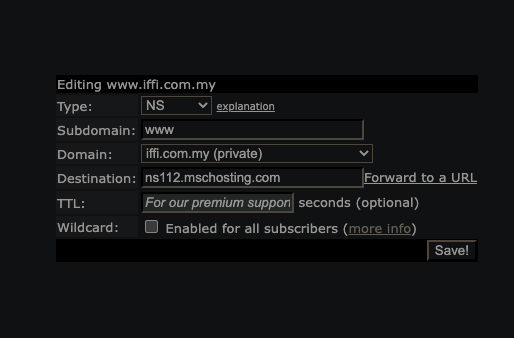 Editing www.iffi.com.my
Type: NS explanation
Subdomain: www
Domain: iffi.com.my (private)
Destination: ns112.mschosting.com Forward to a URL
TTL: For our premium suppor seconds (optional)
Wildcard: Enabled for all subscribers (more info)
Save!